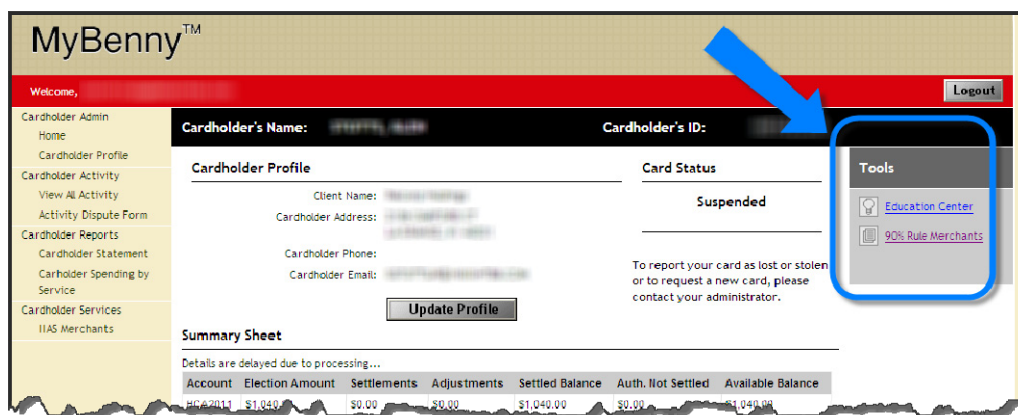 MyBenny™
Welcome,
Logout
Cardholder Admin
Home
Cardholder Profile
Cardholder Activity
View All Activity
Activity Dispute Form
Cardholder Reports
Cardholder Statement
Carholder Spending by
Service
Cardholder Services
IIAS Merchants
Cardholder's Name:
Cardholder's ID:
Cardholder Profile
Client Name:
Cardholder Address:
Cardholder Phone:
Cardholder Email:
Update Profile
Card Status
Suspended
To report your card as lost or stolen
or to request a new card, please
contact your administrator.
Tools
Education Center
90% Rule Merchants
Summary Sheet
Details are delayed due to processing...
Account Election Amount Settlements Adjustments Settled Balance Auth. Not Settled Available Balance
HCA2011 $1,040.00 $0.00 $0.00 $1,040.00 $0.00 $1,040.00